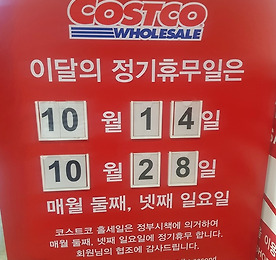 COSTCO
WHOLESALE
이달의 정기휴무일은
10 월 14 일
10 월 28 일
매월 둘째, 넷째 일요일
코스트코 홀세일은 정부시책에 의거하여
매월 둘째, 넷째 일요일에 정기휴무 합니다.
회원님의 협조에 감사드립니다.
second